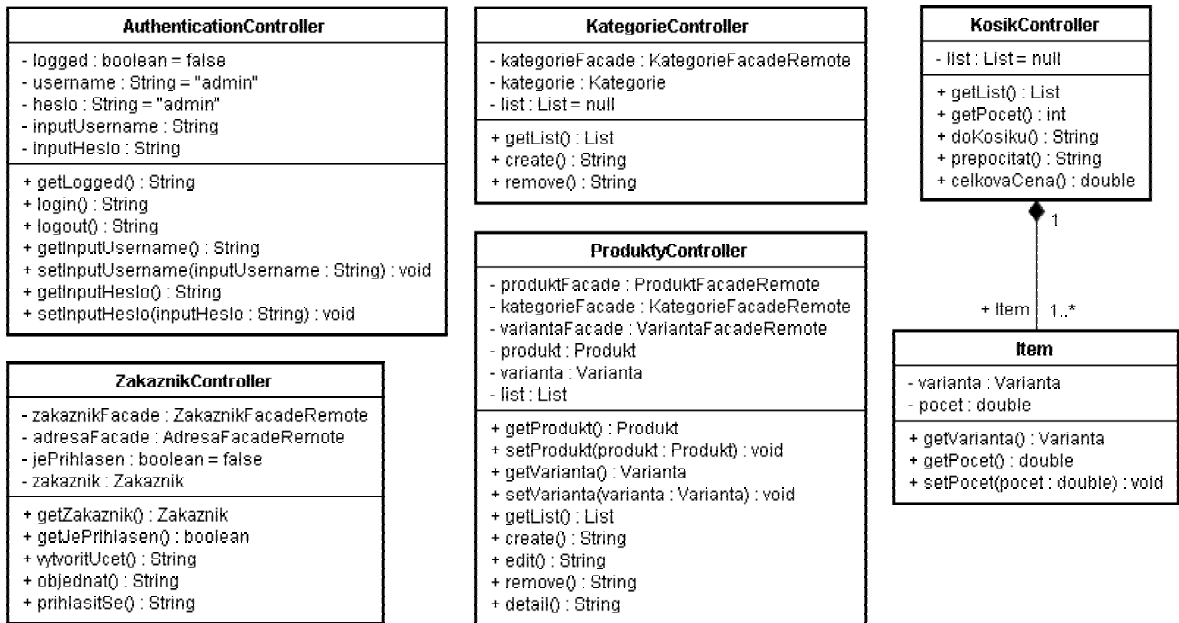 AuthenticationController
- logged : boolean = false
- username : String = "admin"
- heslo : String = "admin"
- inputUsername : String
- inputHeslo : String
+ getLogged() : String
+ login() : String
+ logout() : String
+ getInputUsername() : String
+ setInputUsername(inputUsername : String) : void
+ getInputHeslo() : String
+ setInputHeslo(inputHeslo : String) : void
ZakaznikController
- zakaznikFacade : ZakaznikFacadeRemote
- adresaFacade : AdresaFacadeRemote
- jePrihlasen : boolean = false
- zakaznik : Zakaznik
+ getZakaznik() : Zakaznik
+ getJePrihlasen() : boolean
+ vytvoritUcet() : String
+ objednat() : String
+ prihlasitSe() : String
KategorieController
- kategorieFacade : KategorieFacadeRemote
- kategorie : Kategorie
- list : List = null
+ getList() : List
+ create() : String
+ remove() : String
ProduktyController
- produktFacade : ProduktFacadeRemote
- kategorieFacade : KategorieFacadeRemote
- variantaFacade : VariantaFacadeRemote
- produkt : Produkt
- varianta : Varianta
- list : List
+ getProdukt() : Produkt
+ setProdukt(produkt : Produkt) : void
+ getVarianta() : Varianta
+ setVarianta(varianta : Varianta) : void
+ getList() : List
+ create() : String
+ edit() : String
+ remove() : String
+ detail() : String
KosikController
- list : List = null
+ getList() : List
+ getPocet() : int
+ doKosiku() : String
+ prepocitat() : String
+ celkovaCena() : double
1
+ Item 1..*
Item
- varianta : Varianta
- pocet : double
+ getVarianta() : Varianta
+ getPocet() : double
+ setPocet(pocet : double) : void